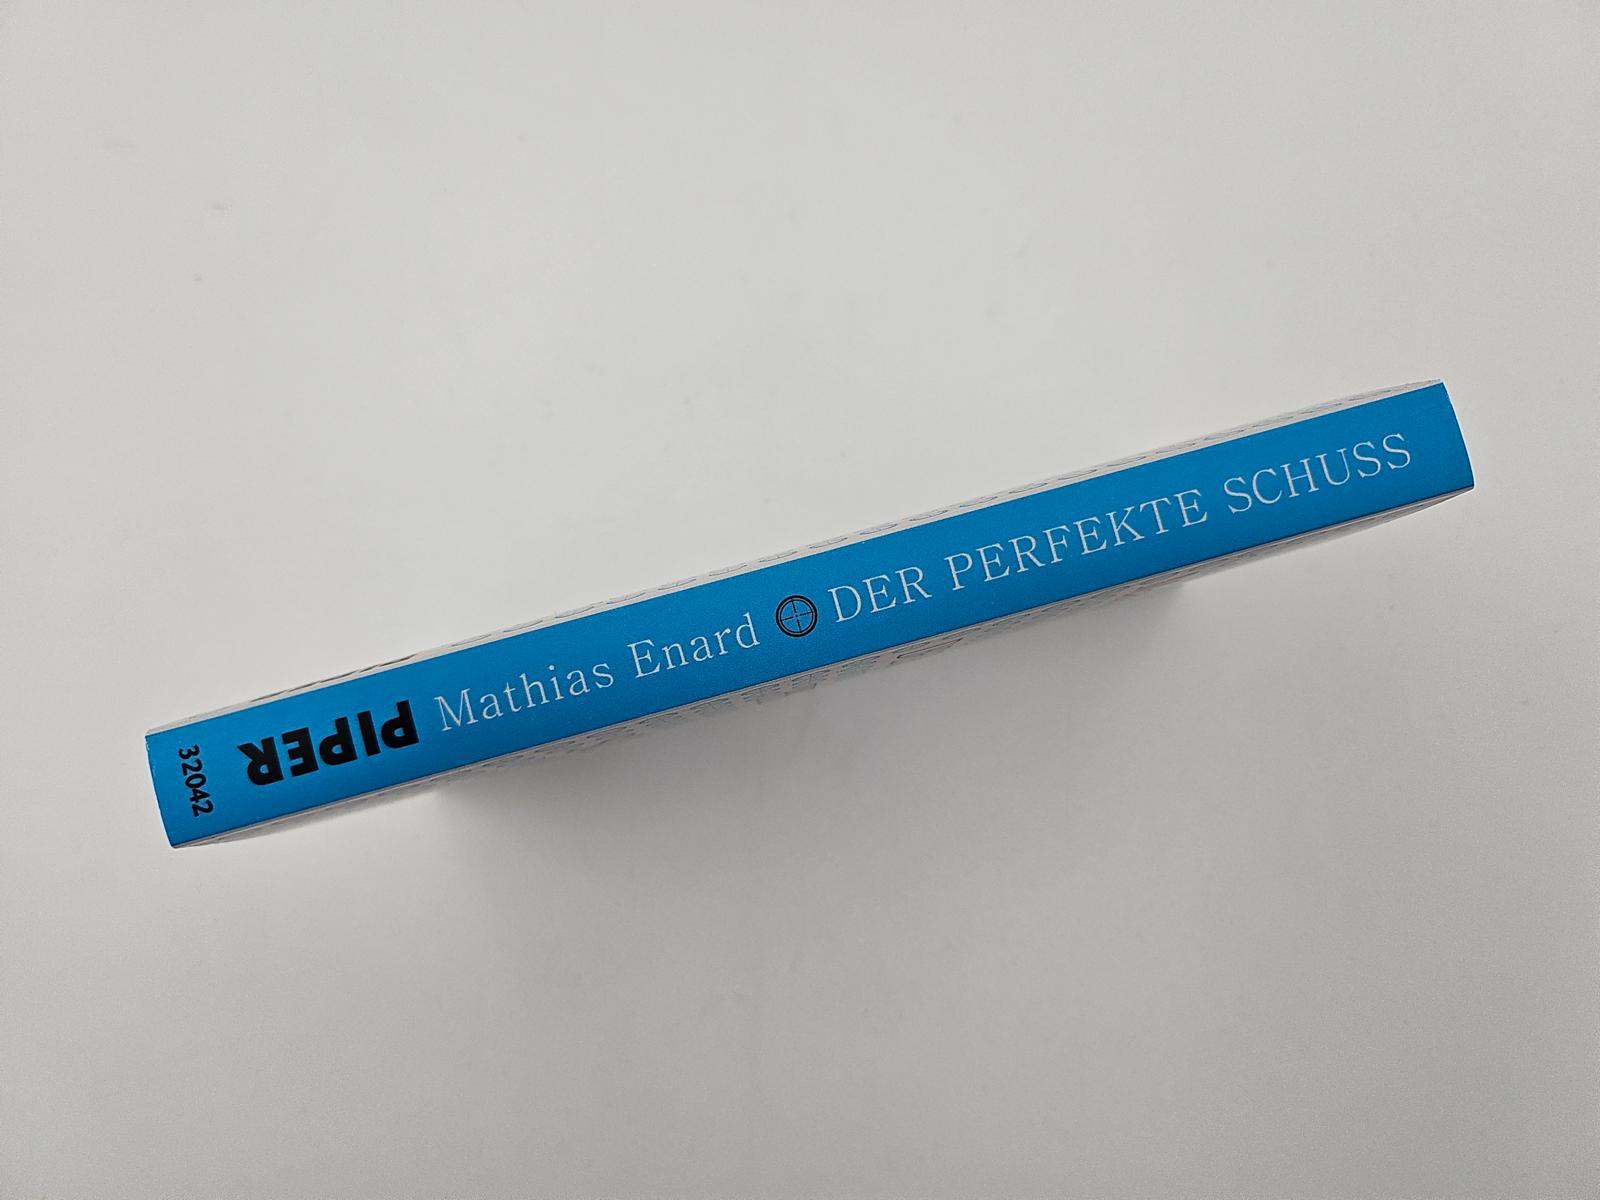 Mathias Enard DER PERFEKTE SCHUSS
PIPER
32042